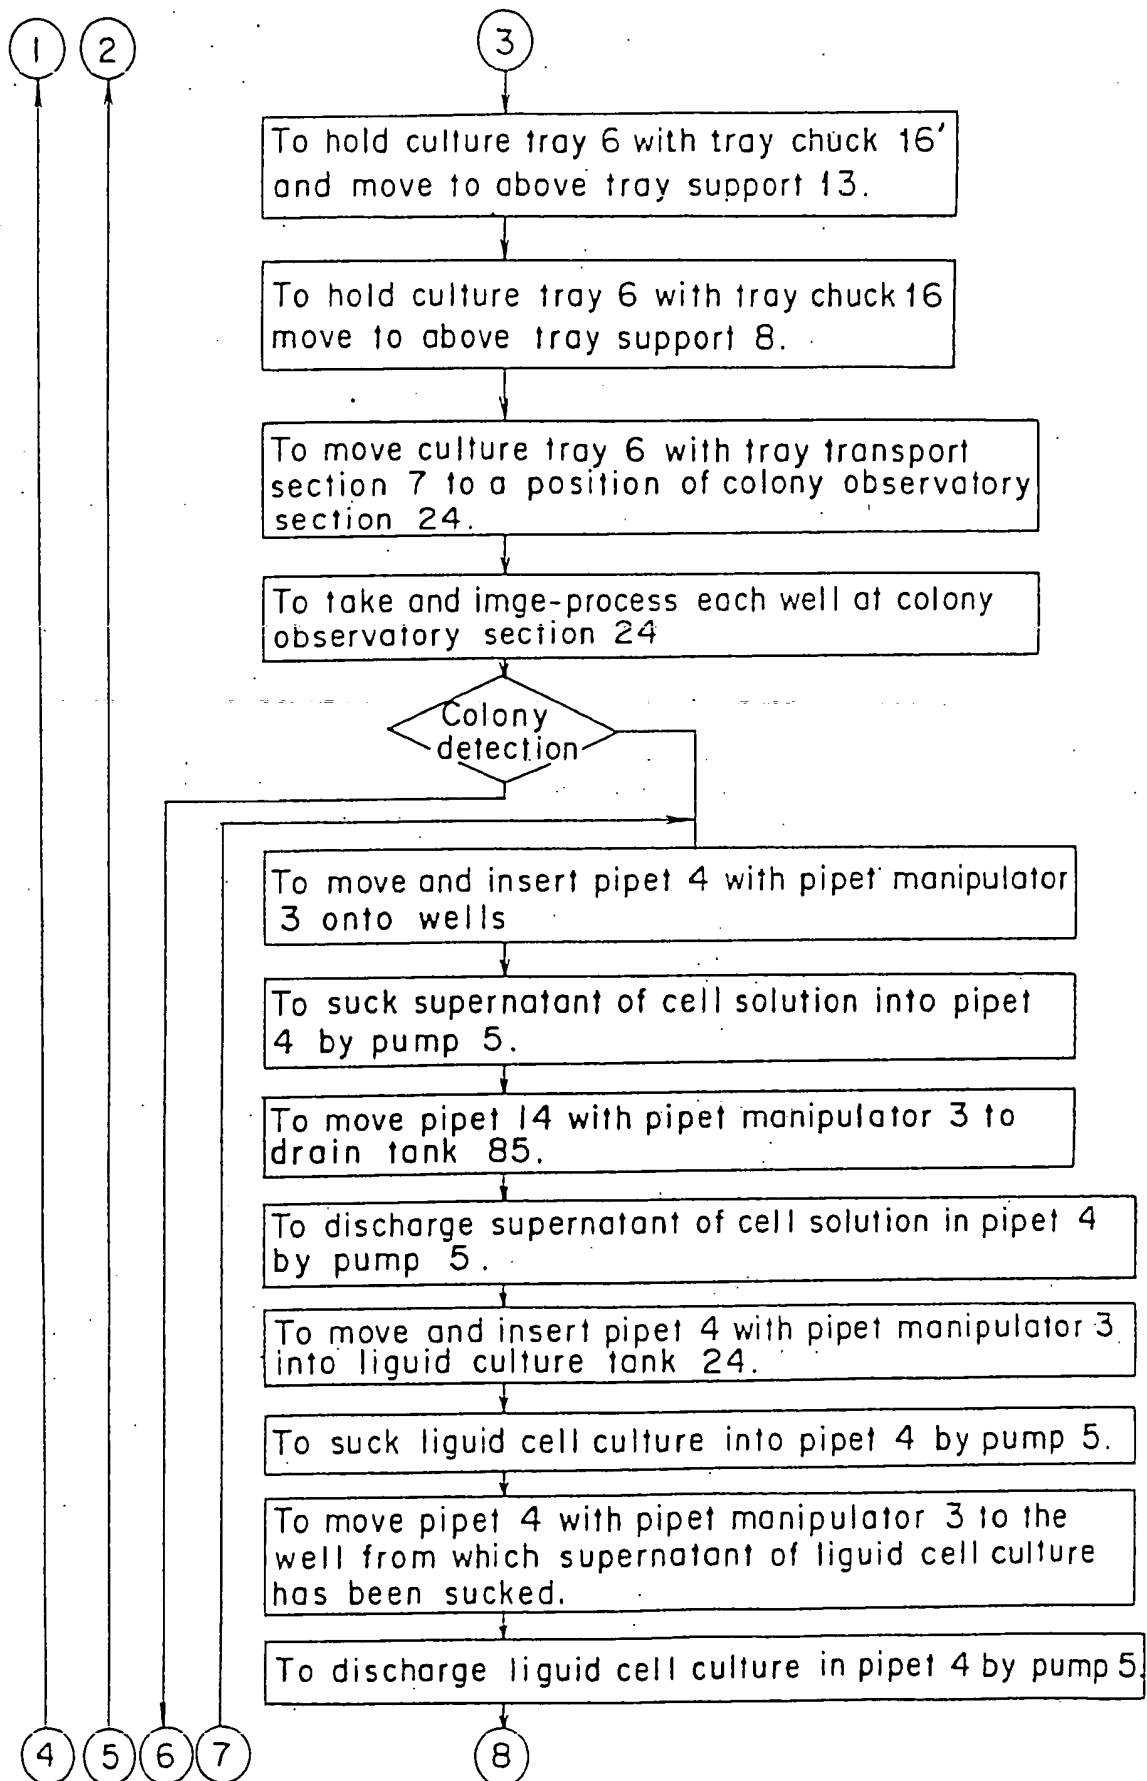 1 2 3
To hold culture tray 6 with tray chuck 16'
and move to above tray support 13.
To hold culture tray 6 with tray chuck 16
move to above tray support 8.
To move culture tray 6 with tray transport
section 7 to a position of colony observatory
section 24.
To take and imge-process each well at colony
observatory section 24
Colony
detection
To move and insert pipet 4 with pipet manipulator
3 onto wells
To suck supernatant of cell solution into pipet
4 by pump 5.
To move pipet 14 with pipet manipulator 3 to
drain tank 85.
To discharge supernatant of cell solution in pipet 4
by pump 5.
To move and insert pipet 4 with pipet manipulator 3
into liguid culture tank 24.
To suck liguid cell culture into pipet 4 by pump 5.
To move pipet 4 with pipet manipulator 3 to the
well from which supernatant of liguid cell culture
has been sucked.
To discharge liguid cell culture in pipet 4 by pump 5.
4 5 6 7 8